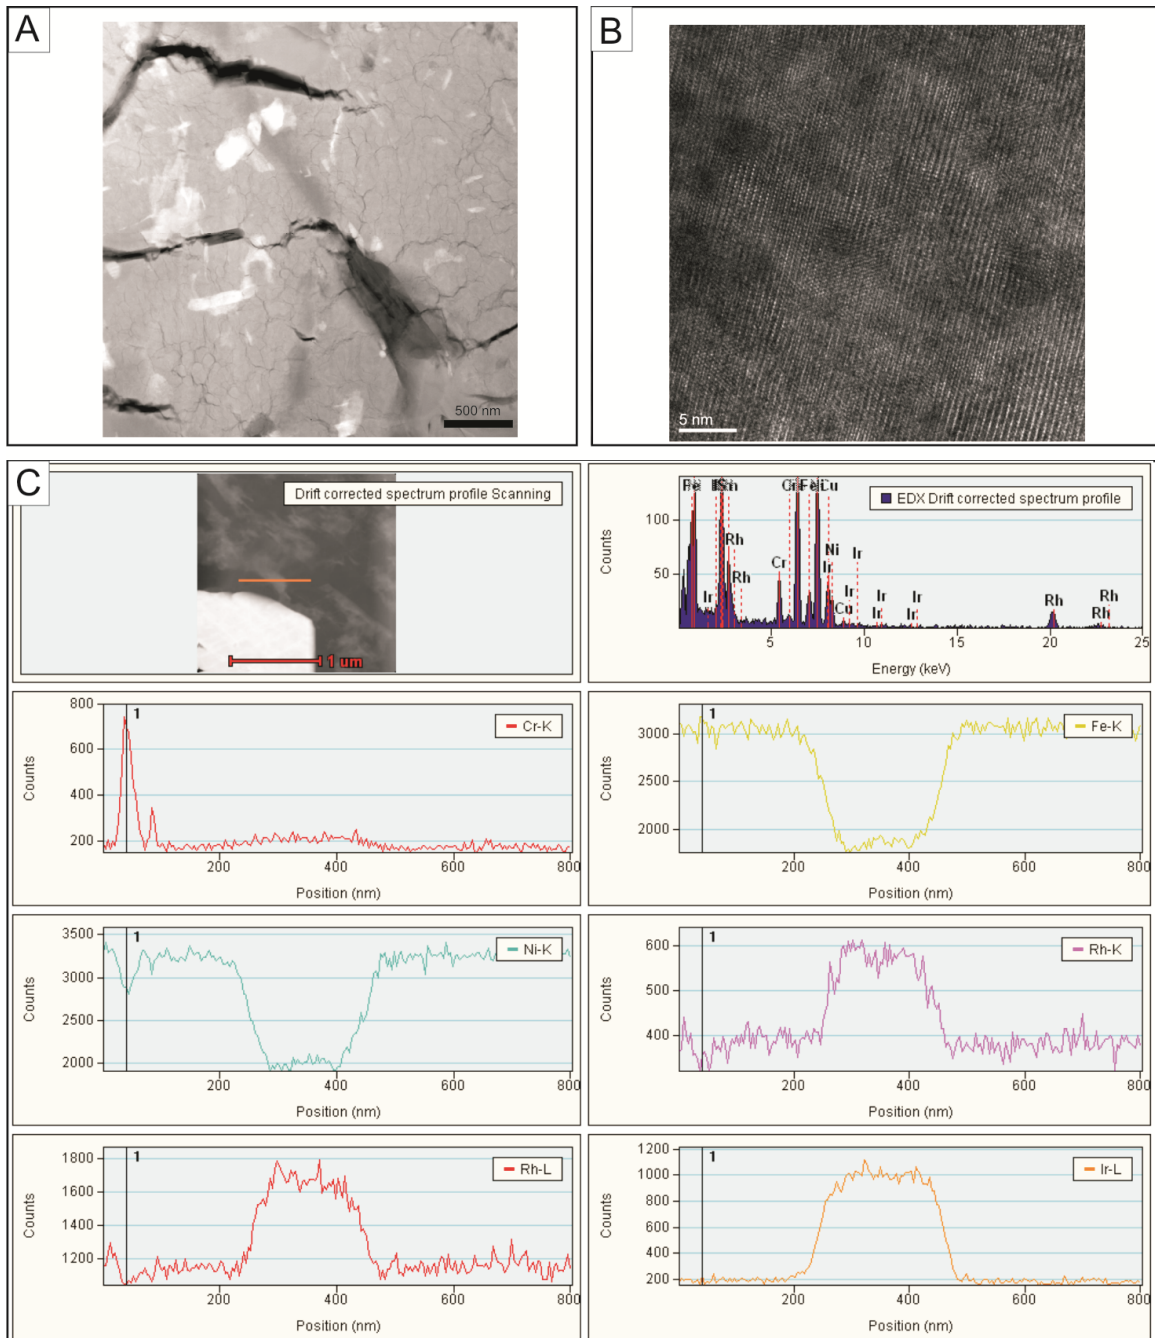 A
500 nm
B
5 nm
C
Drift corrected spectrum profile Scanning
1 um
EDX Drift corrected spectrum profile
Counts
100
50
Fe
Cr
Fe
Cu
Rh
Rh
Ir
Cr
Ni
Ir
Ir
Ir
Cu
Ir
Ir
Ir
Ir
Rh
Rh
Rh
5
10
15
20
25
Energy (keV)
Counts
800
600
400
200
1
Cr-K
200
400
600
800
Position (nm)
Counts
3000
2500
2000
1
Fe-K
200
400
600
800
Position (nm)
Counts
3500
3000
2500
2000
1
Ni-K
200
400
600
800
Position (nm)
Counts
600
500
400
1
Rh-K
200
400
600
800
Position (nm)
Counts
1800
1600
1400
1200
1
Rh-L
200
400
600
800
Position (nm)
Counts
1200
1000
800
600
400
200
1
Ir-L
200
400
600
800
Position (nm)